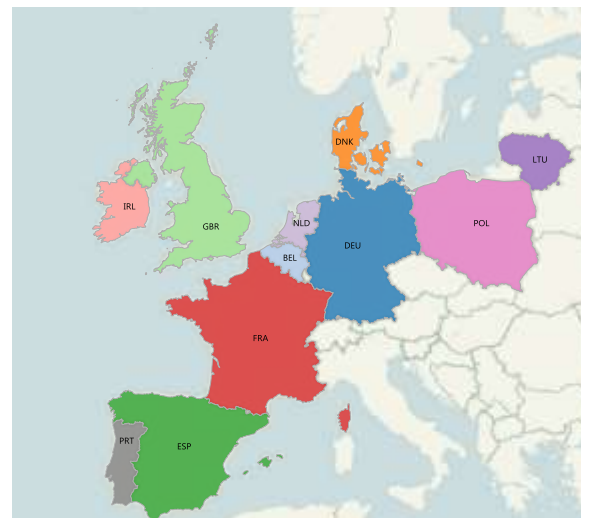 DNK
LTU
IRL
GBR
NLD
POL
DEU
BEL
FRA
PRT
ESP